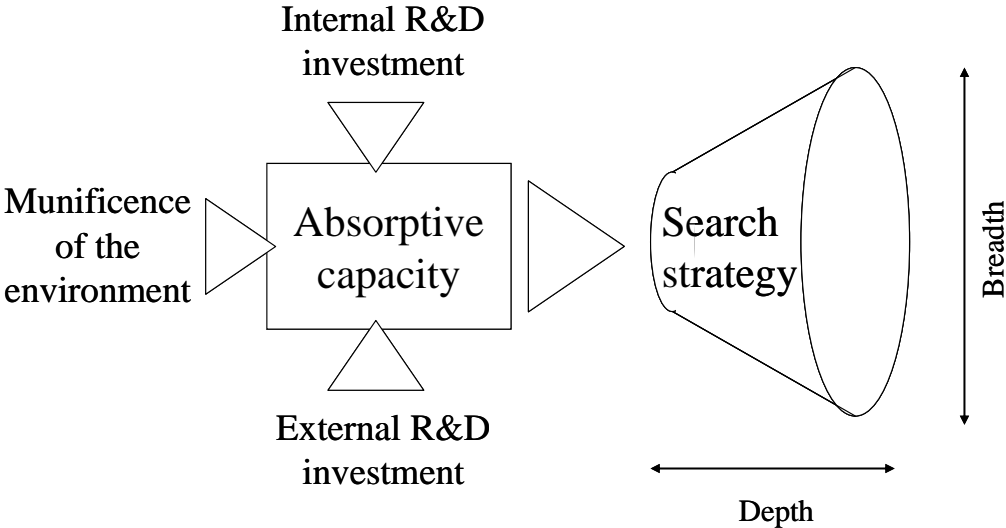 Internal R&D
investment
Munificence
of the
environment
Absorptive
capacity
Search
strategy
Breadth
External R&D
investment
Depth